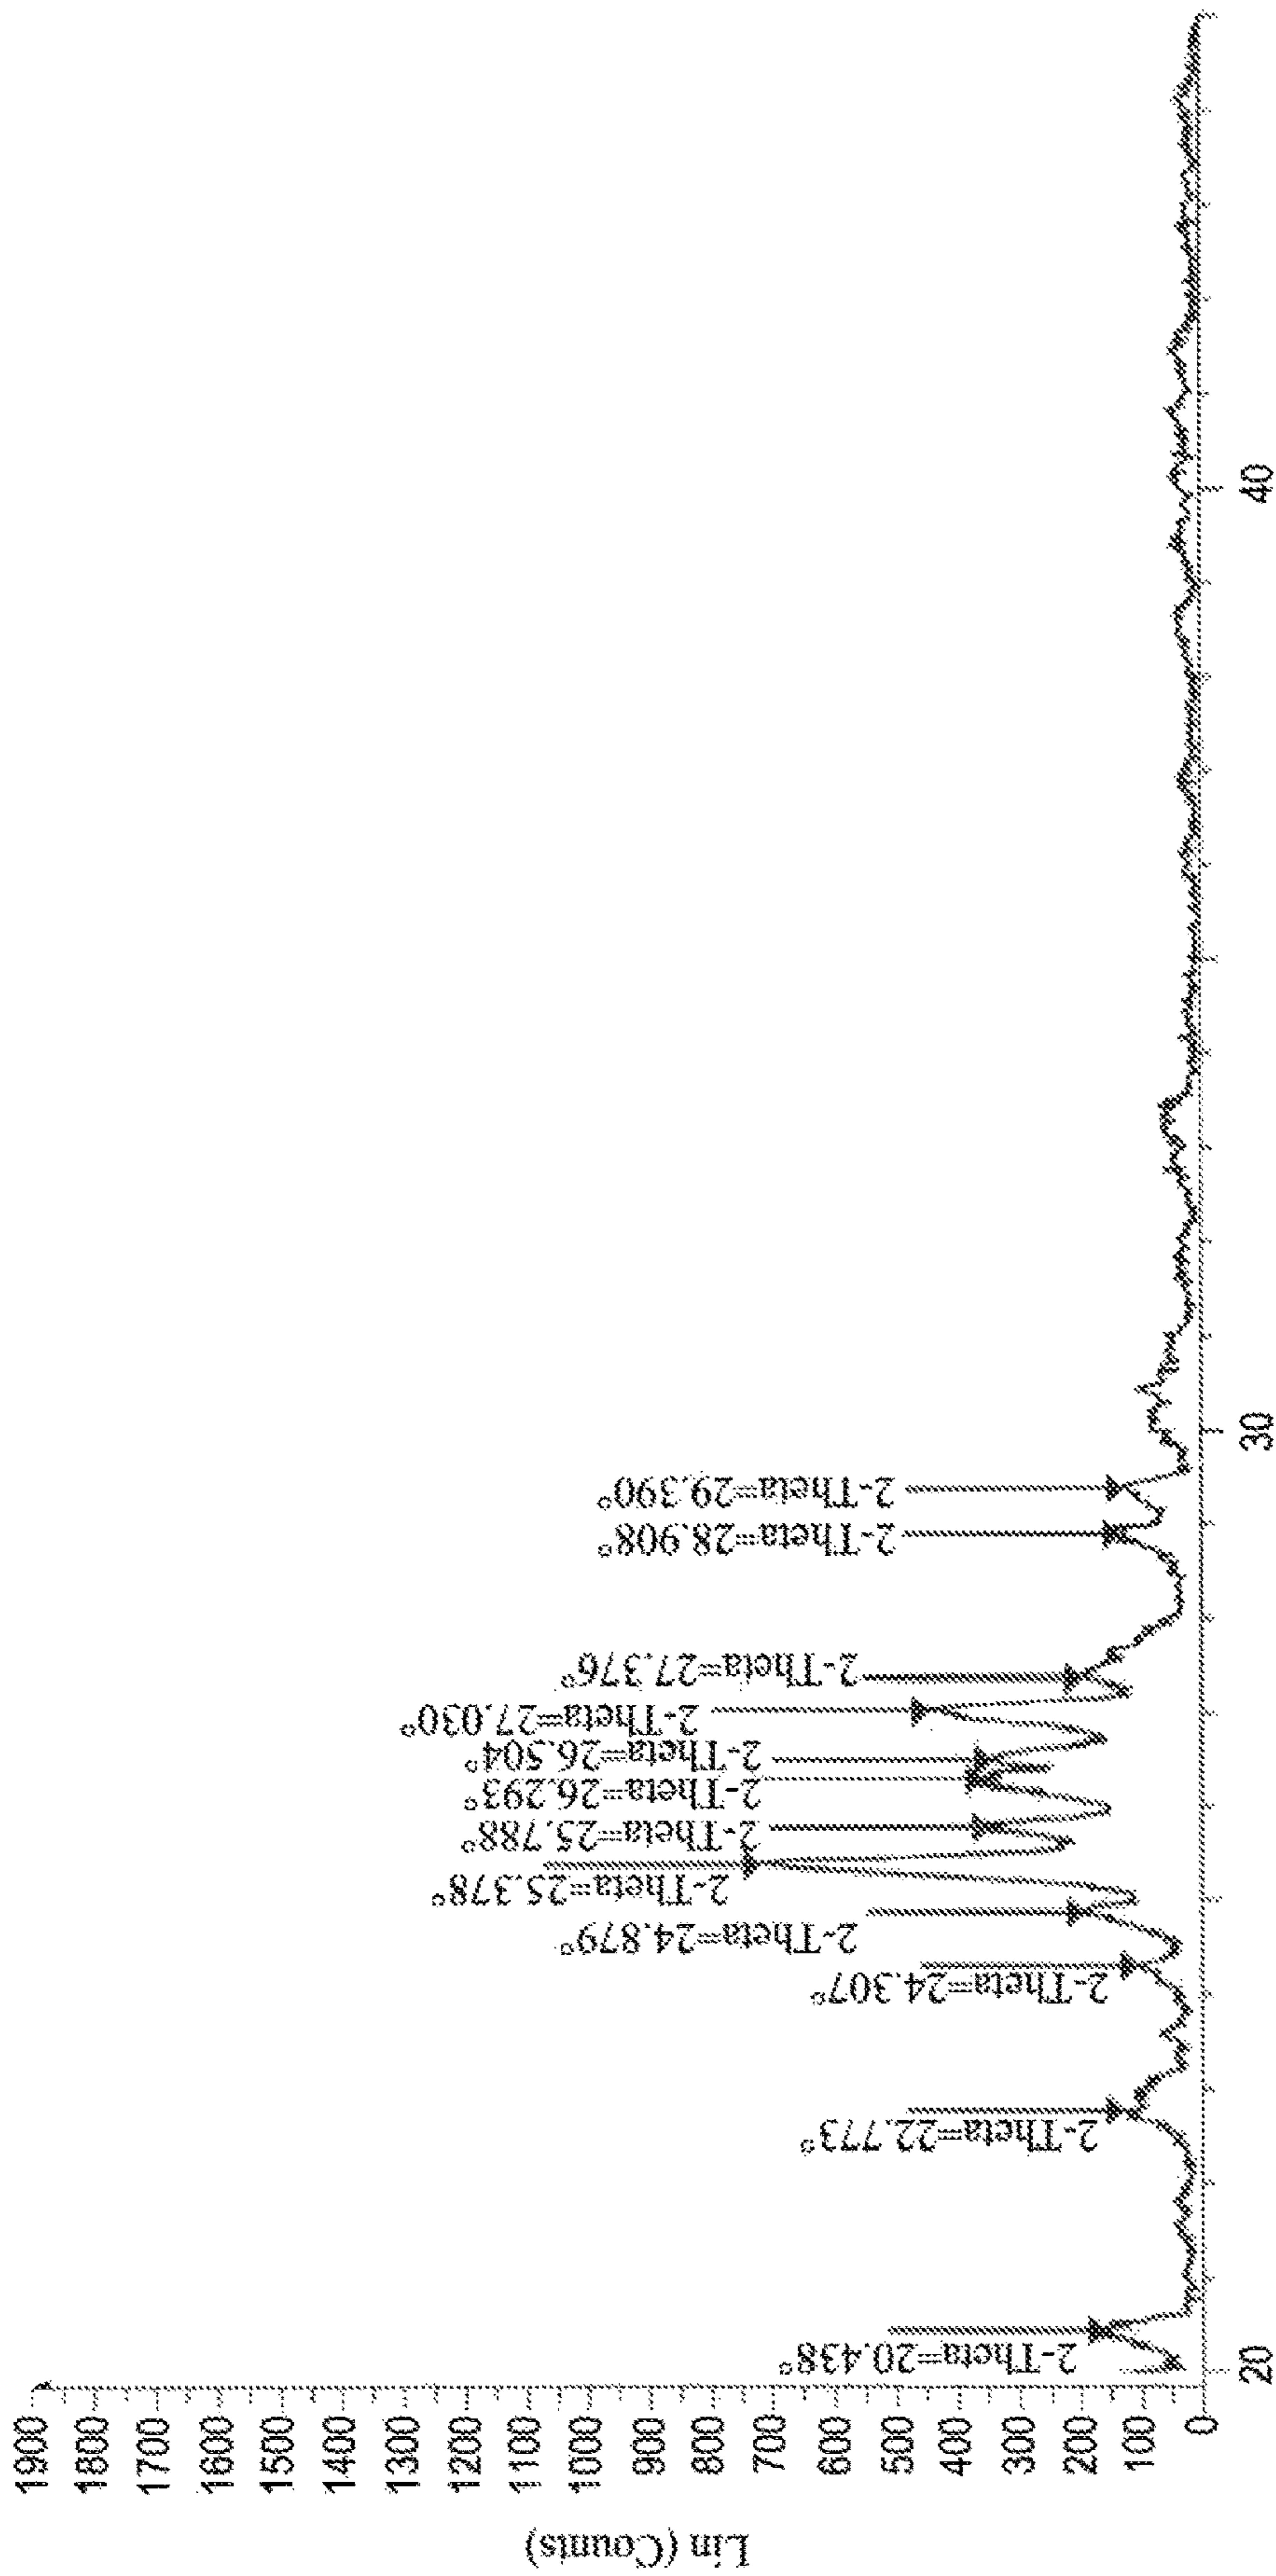 Lin (Counts)
1900
1800
1700
1600
1500
1400
1300
1200
1100
1000
900
800
700
600
500
400
300
200
100
0
2-Theta=20.438°
2-Theta=22.773°
2-Theta=24.307°
2-Theta=24.879°
2-Theta=25.378°
2-Theta=25.788°
2-Theta=26.293°
2-Theta=26.504°
2-Theta=27.030°
2-Theta=27.376°
2-Theta=28.908°
2-Theta=29.390°
20
30
40